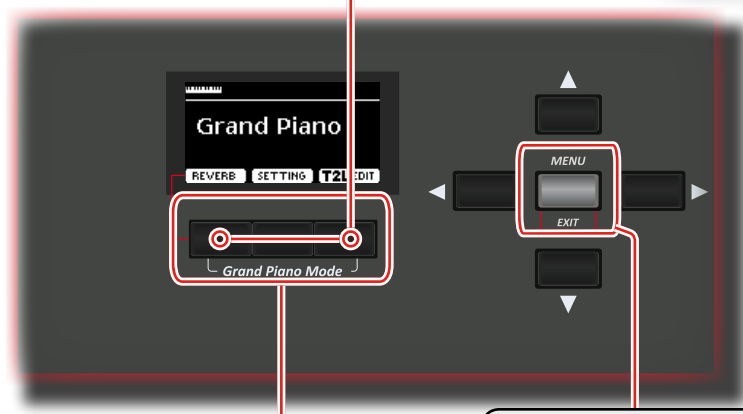 Grand Piano
REVERB SETTING T2L EDIT
MENU
EXIT
Grand Piano Mode